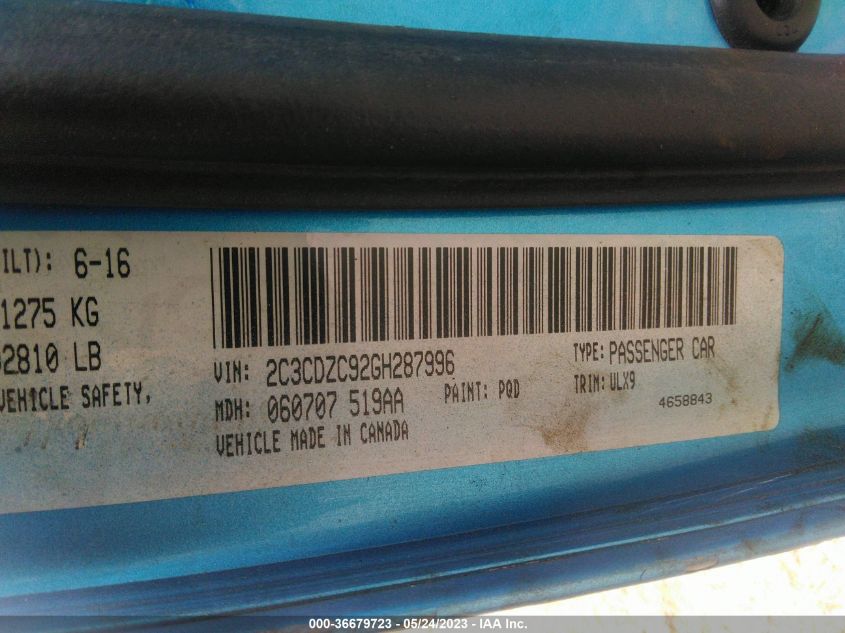 ILT): 6-16
1275 KG
2810 LB
VEHICLE SAFETY,
VIN: 2C3CDZC92GH287996
TYPE: PASSENGER CAR
MDH: 060707 519AA
PAINT: PQD
TRIM: ULX9
4658843
VEHICLE MADE IN CANADA
000-36679723 - 05/24/2023 - IAA Inc.